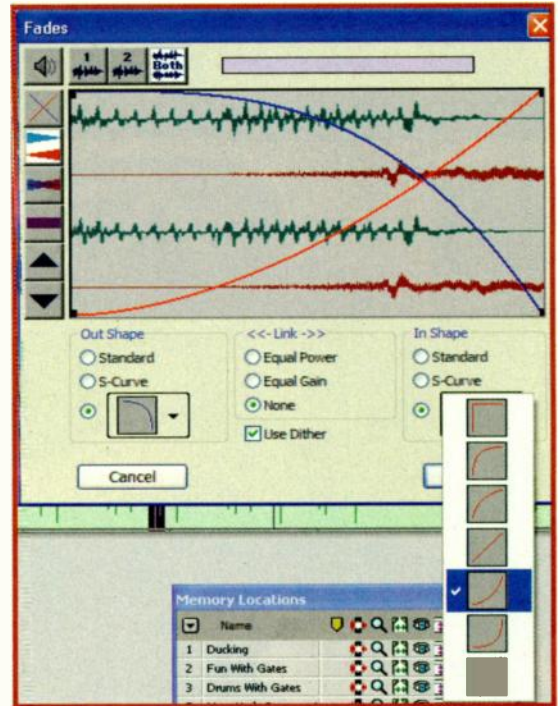 Fades
1 2 Both
Out Shape
Standard
S-Curve
<<- Link ->>
Equal Power
Equal Gain
None
Use Dither
In Shape
Standard
S-Curve
Cancel
Memory Locations
Name
1 Ducking
2 Fun With Gates
3 Drums With Gates